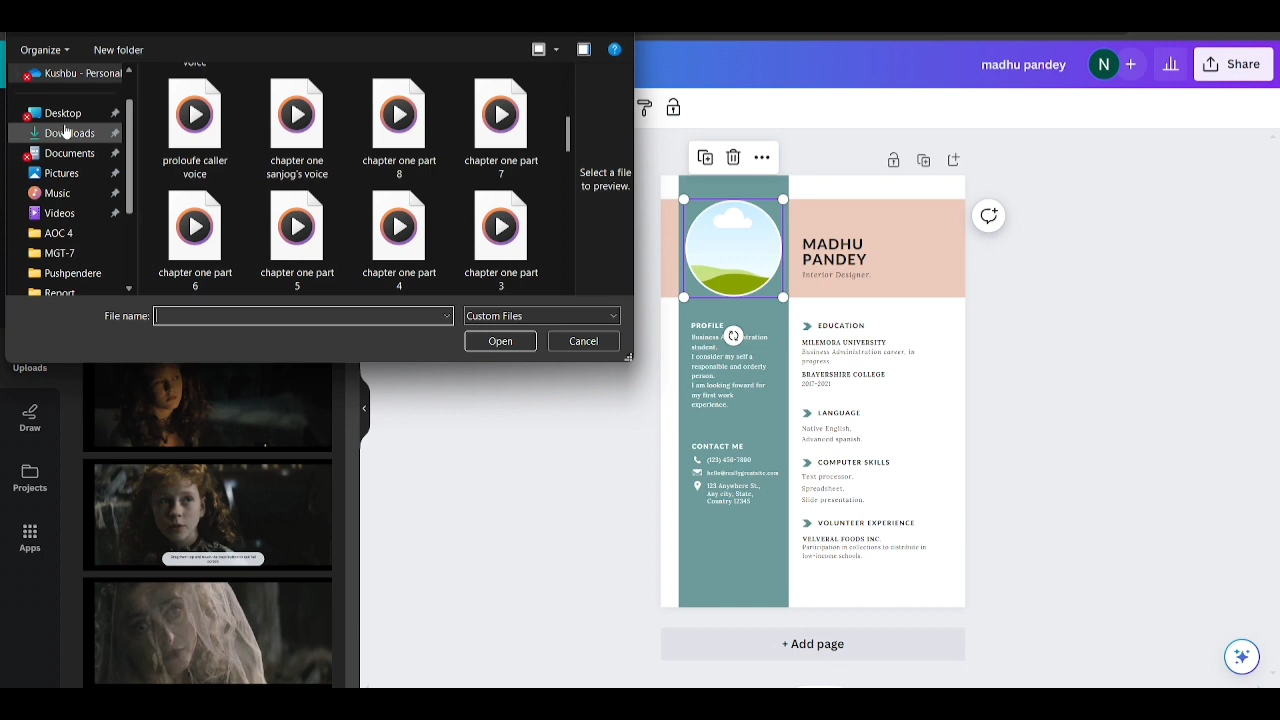 Organize
New folder
?
Kushbu - Personal
Desktop
Downloads
Documents
Pictures
Music
Videos
AOC 4
MGT-7
Pushpendere
Report
voice
proloufe caller
voice
chapter one
sanjog's voice
chapter one part
8
chapter one part
7
chapter one part
6
chapter one part
5
chapter one part
4
chapter one part
3
Select a file
to preview.
File name:
Custom Files
Open
Cancel
madhu pandey
N
+
Share
Uploads
Draw
Projects
Apps
MADHU
PANDEY
Interior Designer.
PROFILE
Business
student.
I consider my self a
responsible and orderly
person.
I am looking foward for
my first work
experience.
CONTACT ME
(123) 456-7890
hello@reallygreatsite.com
123 Anywhere St.,
Any city, State,
Country 12345
EDUCATION
MILEMORA UNIVERSITY
Business Administration career, in
progress.
BRAVERSHIRE COLLEGE
2017-2021
LANGUAGE
Native English.
Advanced spanish.
COMPUTER SKILLS
Text processor.
Spreadsheet.
Slide presentation.
VOLUNTEER EXPERIENCE
VELVERAL FOODS INC.
Participation in collections to distribute in
low-income schools.
+ Add page